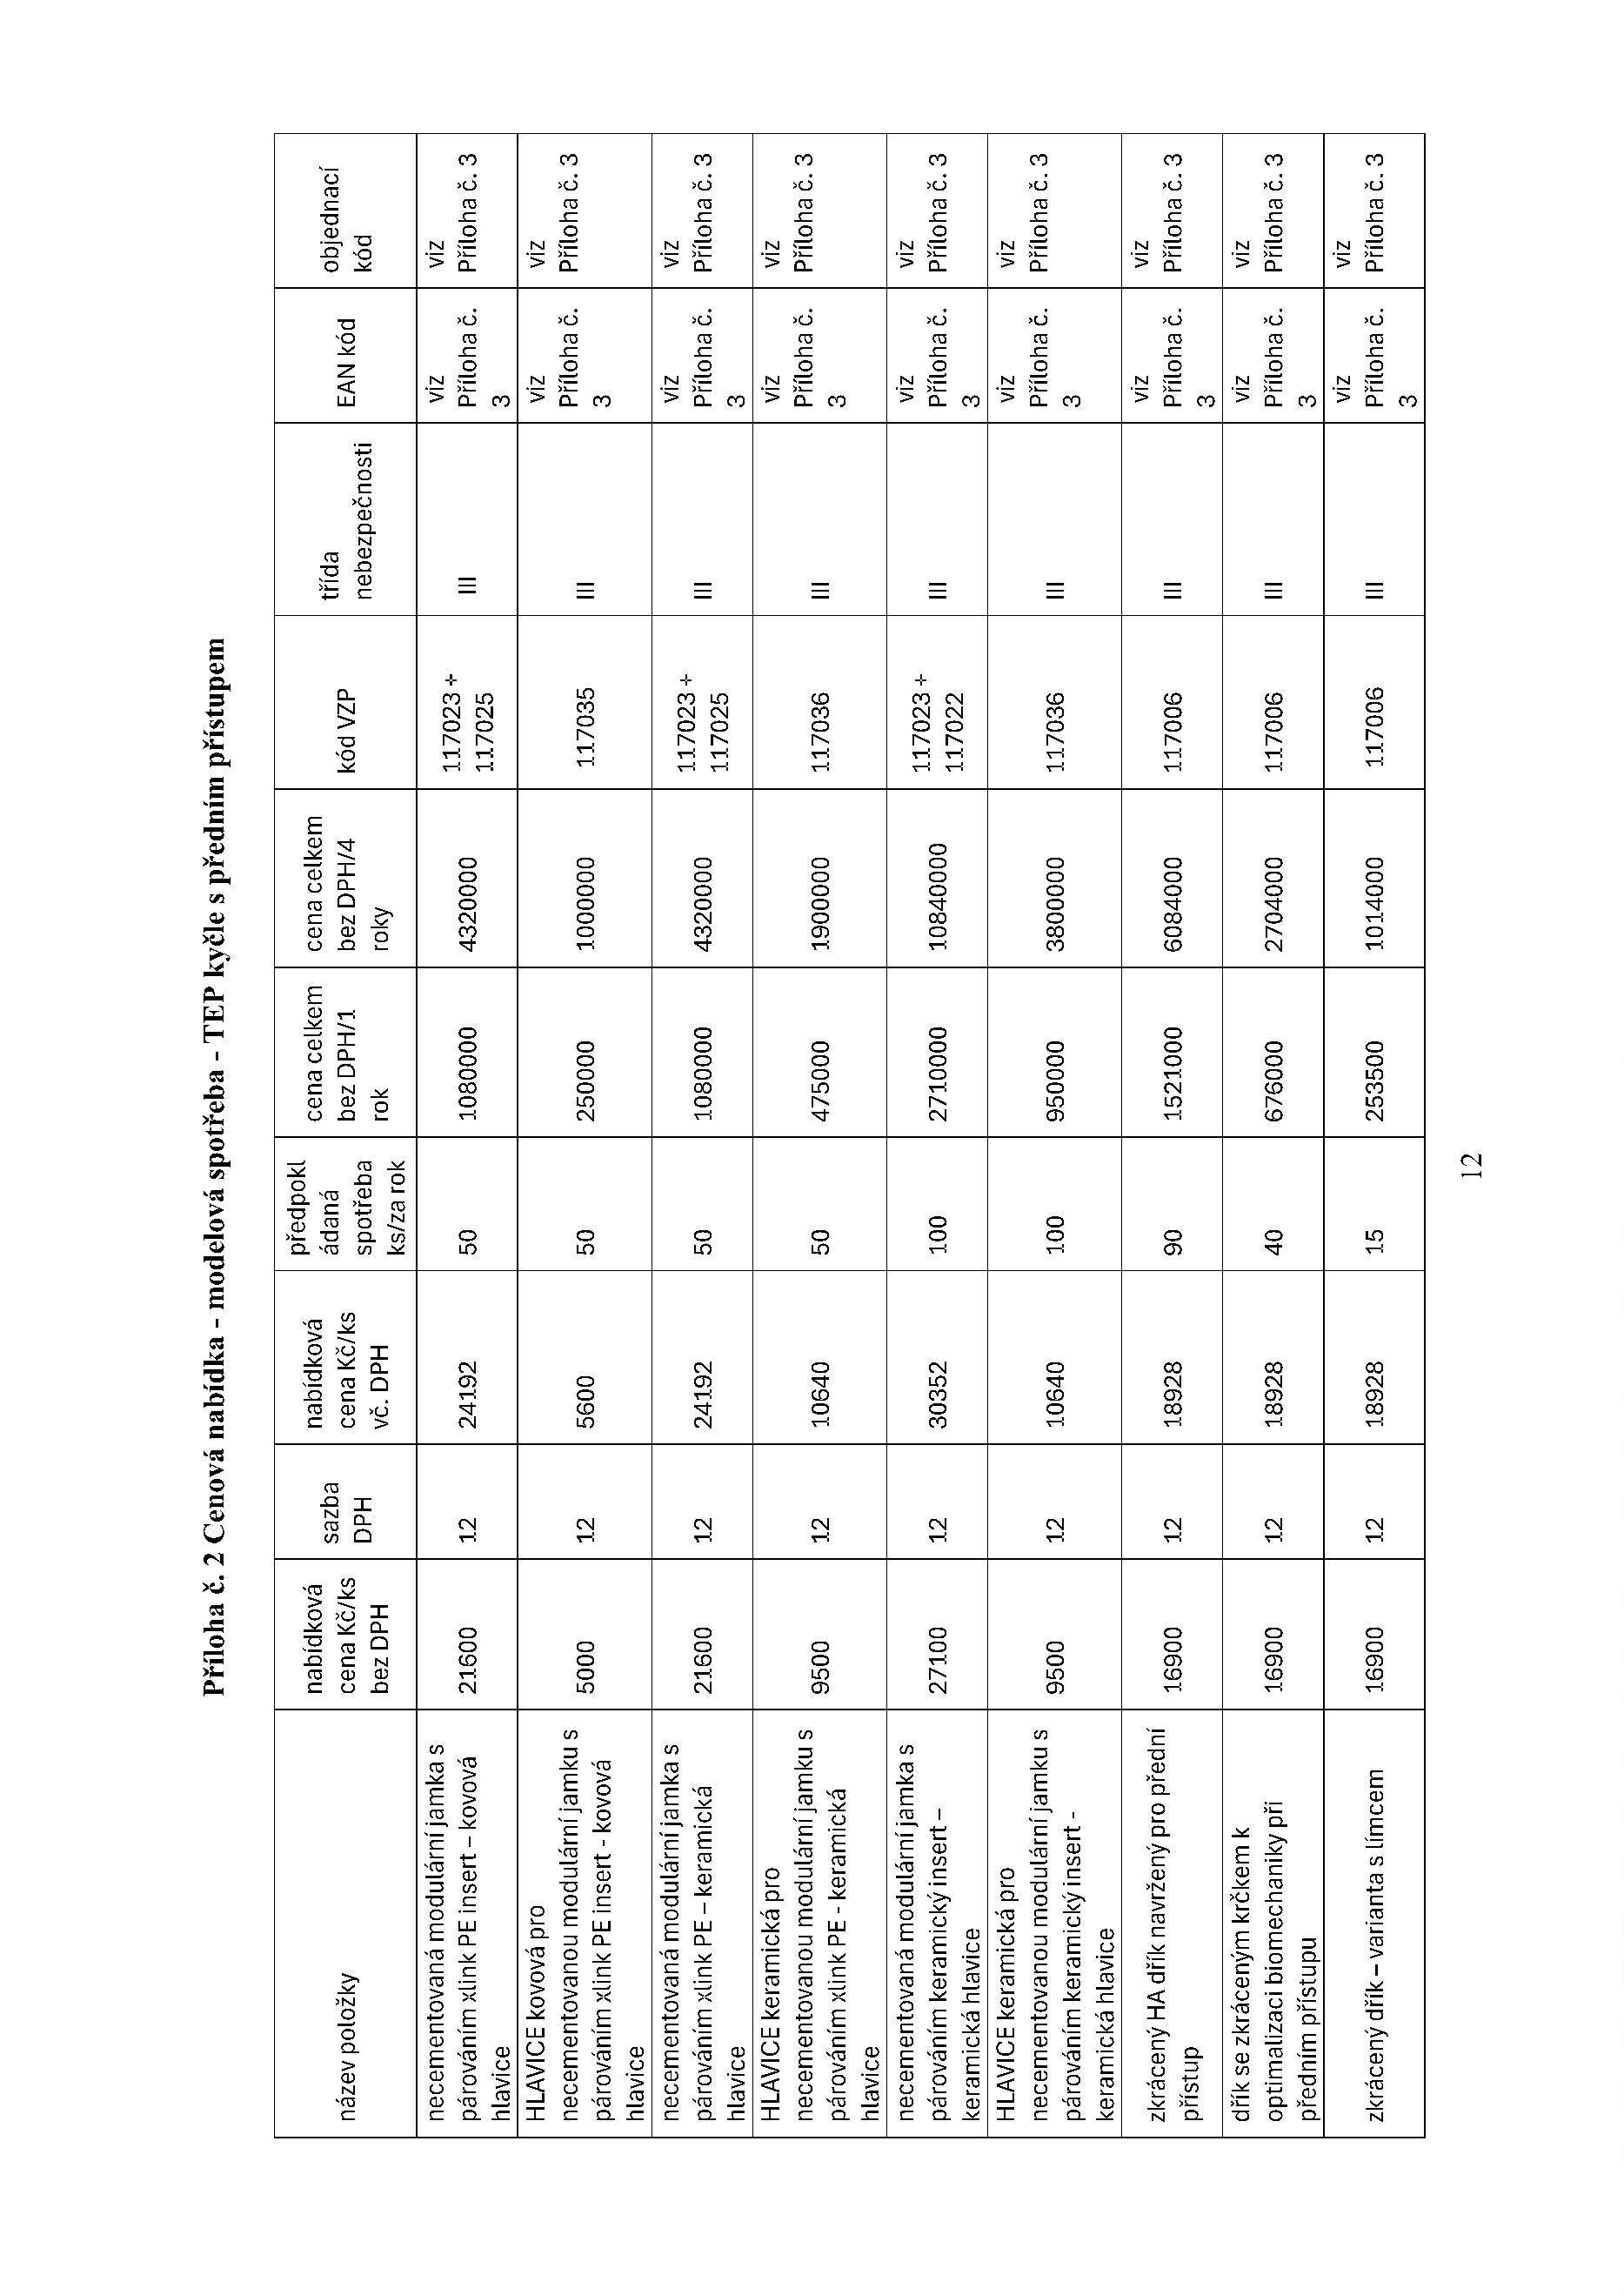 Příloha č. 2 Cenová nabídka - modelová spotřeba - TEP kyčle s předním přístupem
název položky
nabídková
cena Kč/ks
bez DPH
sazba
DPH
nabídková
cena Kč/ks
vč. DPH
předpokl
ádaná
spotřeba
ks/za rok
cena celkem
bez DPH/1
rok
cena celkem
bez DPH/4
roky
kód VZP
třída
nebezpečnosti
EAN kód
objednací
kód
necementovaná modulární jamka s
párováním xlink PE insert – kovová
hlavice
21600
12
24192
50
1080000
4320000
117023 +
117025
III
viz
Příloha č.
3
viz
Příloha č. 3
HLAVICE kovová pro
necementovanou modulární jamku s
párováním xlink PE insert - kovová
hlavice
5000
12
5600
50
250000
1000000
117035
III
viz
Příloha č.
3
viz
Příloha č. 3
necementovaná modulární jamka s
párováním xlink PE – keramická
hlavice
21600
12
24192
50
1080000
4320000
117023 +
117025
III
viz
Příloha č.
3
viz
Příloha č. 3
HLAVICE keramická pro
necementovanou modulární jamku s
párováním xlink PE - keramická
hlavice
9500
12
10640
50
475000
1900000
117036
III
viz
Příloha č.
3
viz
Příloha č. 3
necementovaná modulární jamka s
párováním keramický insert –
keramická hlavice
27100
12
30352
100
2710000
10840000
117023 +
117022
III
viz
Příloha č.
3
viz
Příloha č. 3
HLAVICE keramická pro
necementovanou modulární jamku s
párováním keramický insert -
keramická hlavice
9500
12
10640
100
950000
3800000
117036
III
viz
Příloha č.
3
viz
Příloha č. 3
zkrácený HA dřík navržený pro přední
přístup
16900
12
18928
90
1521000
6084000
117006
III
viz
Příloha č.
3
viz
Příloha č. 3
dřík se zkráceným krčkem k
optimalizaci biomechaniky při
předním přístupu
16900
12
18928
40
676000
2704000
117006
III
viz
Příloha č.
3
viz
Příloha č. 3
zkrácený dřík – varianta s límcem
16900
12
18928
15
253500
1014000
117006
III
viz
Příloha č.
3
viz
Příloha č. 3
12